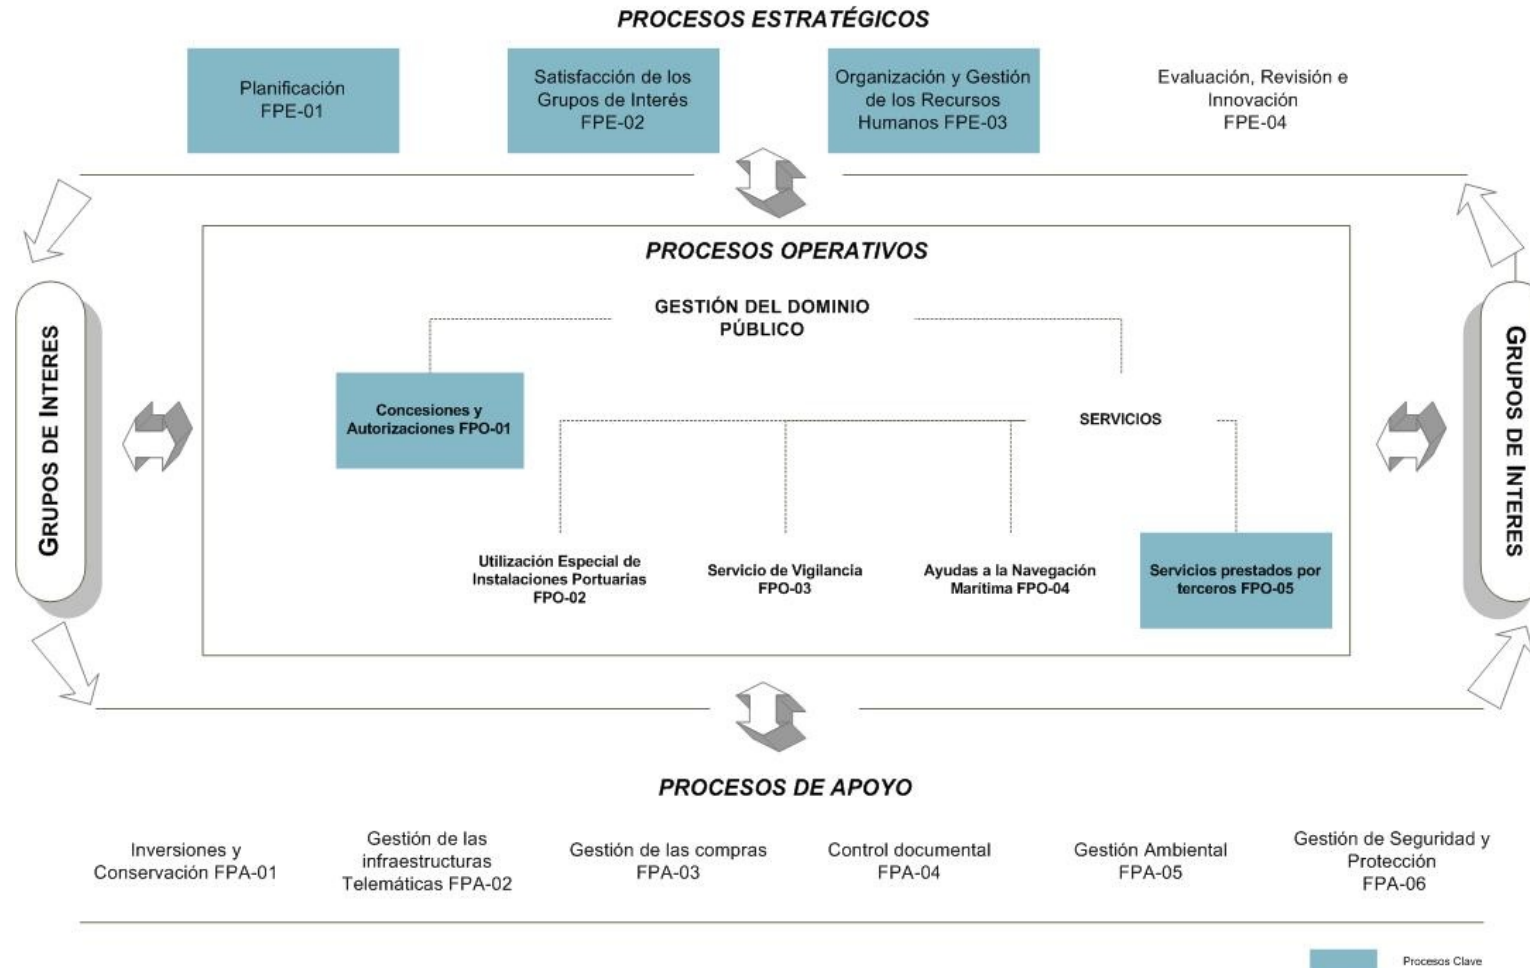 PROCESOS ESTRATÉGICOS
Planificación
FPE-01
Satisfacción de los
Grupos de Interés
FPE-02
Organización y Gestión
de los Recursos
Humanos FPE-03
Evaluación, Revisión e
Innovación
FPE-04
GRUPOS DE INTERES
PROCESOS OPERATIVOS
GESTIÓN DEL DOMINIO
PÚBLICO
Concesiones y
Autorizaciones FPO-01
SERVICIOS
Utilización Especial de
Instalaciones Portuarias
FPO-02
Servicio de Vigilancia
FPO-03
Ayudas a la Navegación
Marítima FPO-04
Servicios prestados por
terceros FPO-05
GRUPOS DE INTERES
PROCESOS DE APOYO
Inversiones y
Conservación FPA-01
Gestión de las
infraestructuras
Telemáticas FPA-02
Gestión de las compras
FPA-03
Control documental
FPA-04
Gestión Ambiental
FPA-05
Gestión de Seguridad y
Protección
FPA-06
Procesos Clave